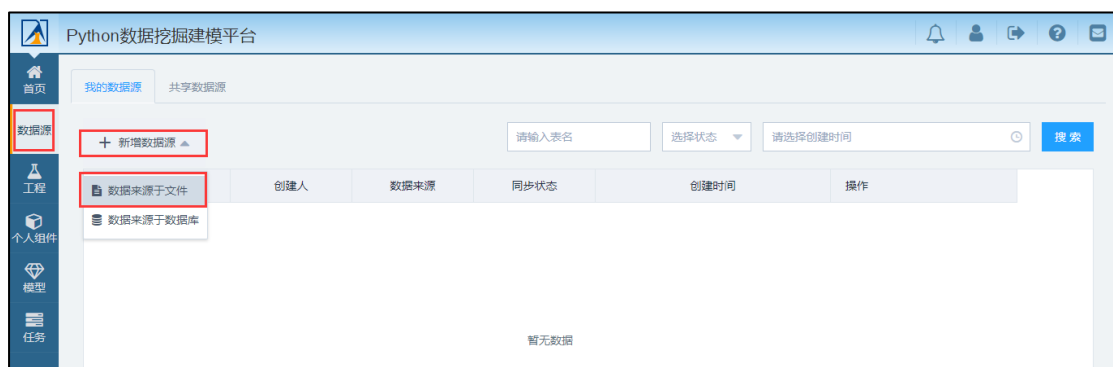 Python数据挖掘建模平台
首页
数据源
工程
个人组件
模型
任务
我的数据源 共享数据源
+ 新增数据源
请输入表名 选择状态 请选择创建时间 搜索
数据来源于文件
数据来源于数据库
创建人 数据来源 同步状态 创建时间 操作
暂无数据